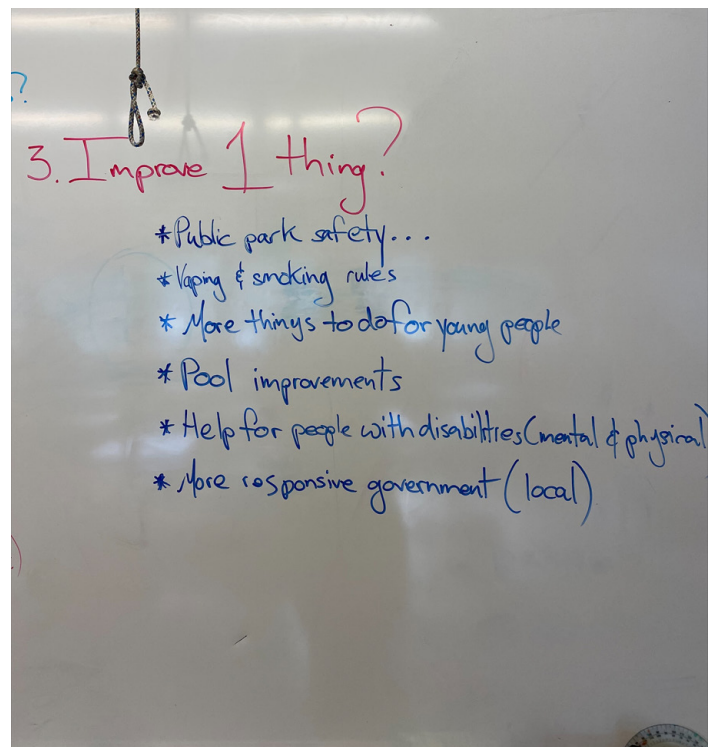 ?
3. Improve 1 thing?
* Public park safety...
* Vaping & smoking rules
* More things to do for young people
* Pool improvements
* Help for people with disabilities (mental & physical)
* More responsive government (local)
)